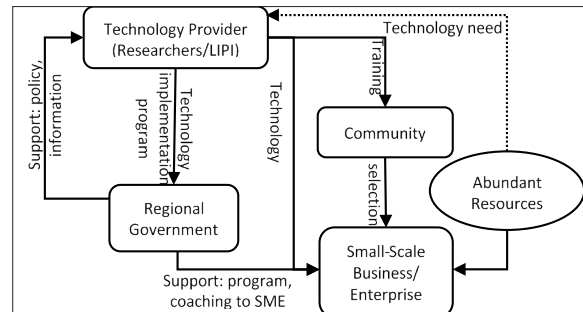 Technology Provider
(Researchers/LIPI)
Technology need
Support: policy,
information
Technology
implementation
program
Technology
Training
Community
selection
Abundant
Resources
Regional
Government
Small-Scale
Business/
Enterprise
Support: program,
coaching to SME